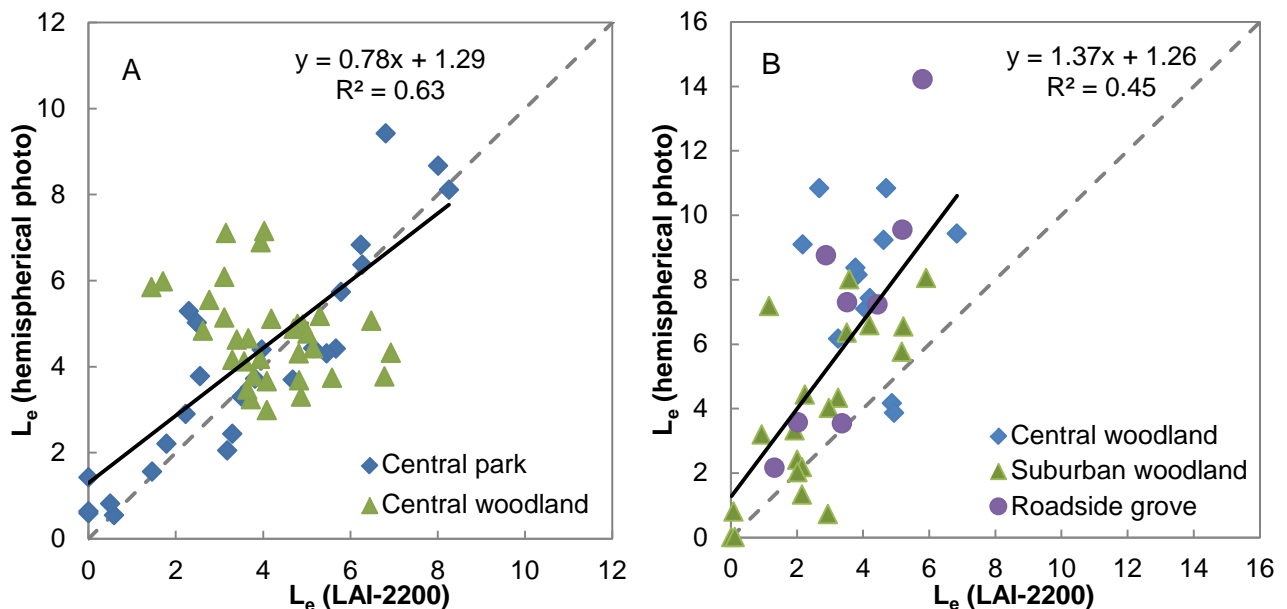 A
y = 0.78x + 1.29
R² = 0.63
12
10
8
6
4
2
0
Lₑ (hemispherical photo)
Central park
Central woodland
0 2 4 6 8 10 12
Lₑ (LAI-2200)
B
y = 1.37x + 1.26
R² = 0.45
16
14
12
10
8
6
4
2
0
Lₑ (hemispherical photo)
Central woodland
Suburban woodland
Roadside grove
0 2 4 6 8 10 12 14 16
Lₑ (LAI-2200)